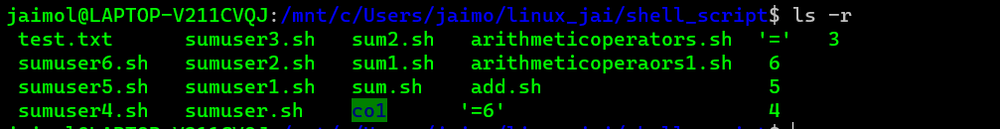 jaimol@LAPTOP-V211CVQJ:/mnt/c/Users/jaimo/linux_jai/shell_script$ ls -r
test.txt sumuser3.sh sum2.sh arithmeticoperators.sh '=' 3
sumuser6.sh sumuser2.sh sum1.sh arithmeticoperaors1.sh 6
sumuser5.sh sumuser1.sh sum.sh add.sh 5
sumuser4.sh sumuser.sh co1 '=6' 4